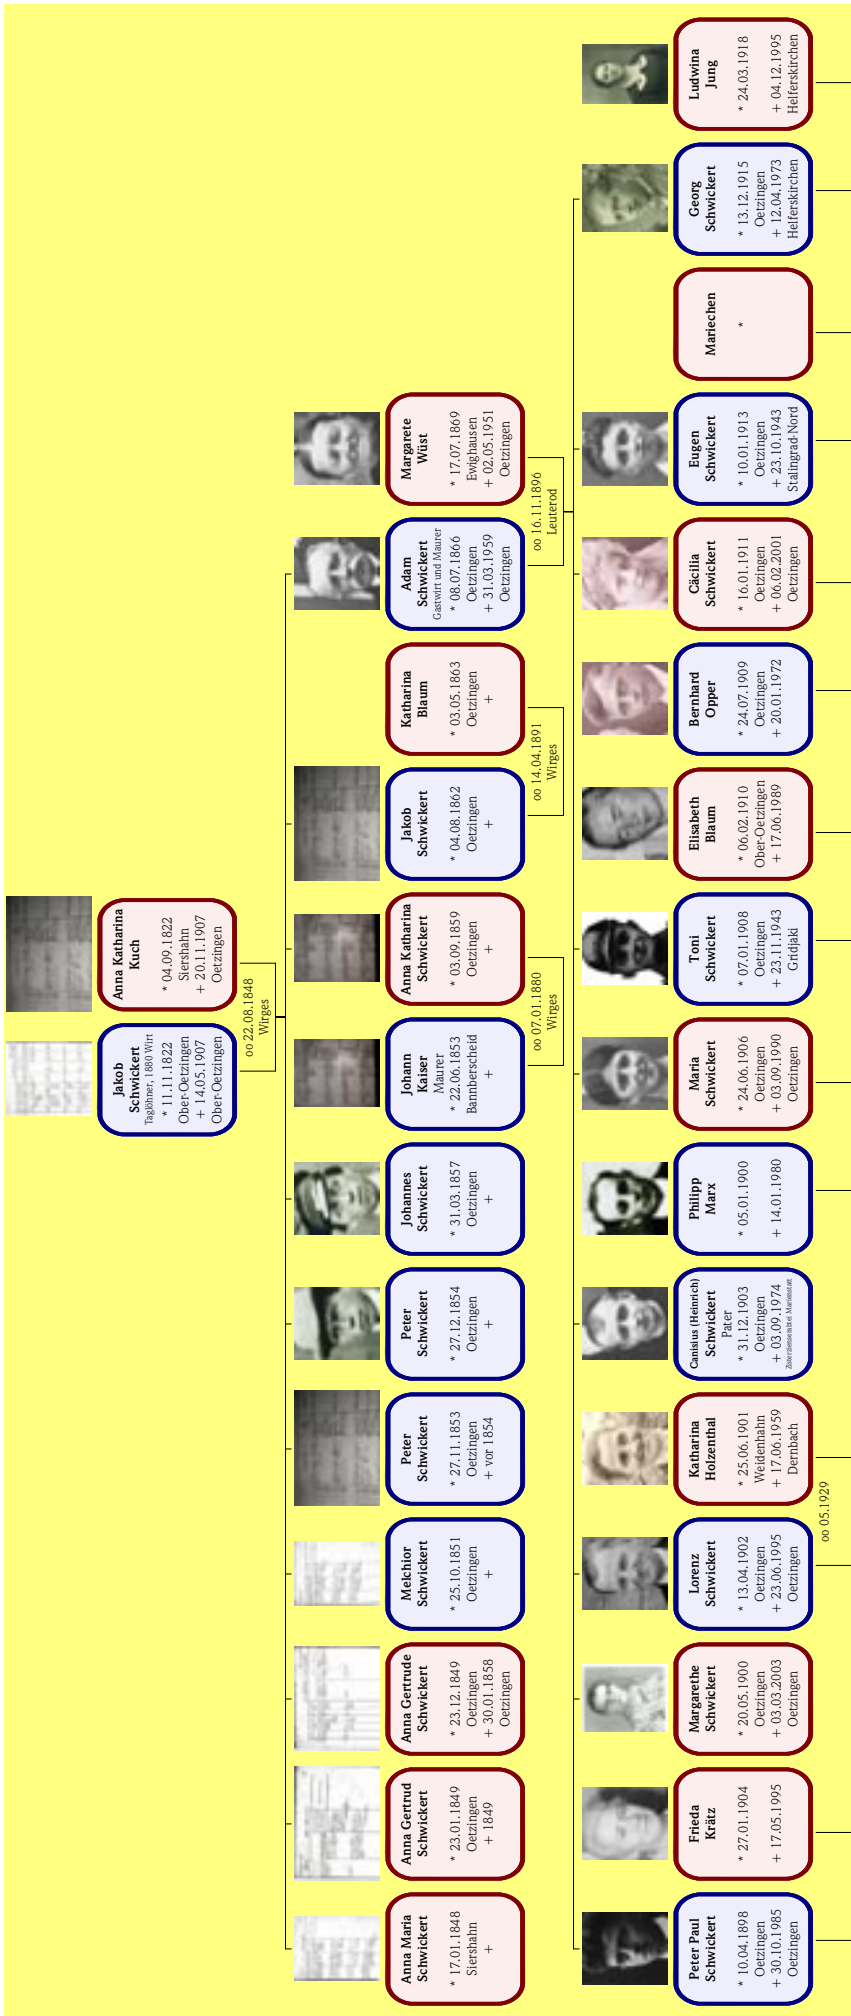 Jakob
Schwickert
Taglöhner, 1880 Wirt
* 11.11.1822
Ober-Oetzingen
+ 14.05.1907
Ober-Oetzingen
Anna Katharina
Kuch
* 04.09.1822
Siershahn
+ 20.11.1907
Oetzingen
oo 22.08.1848
Wirges
Anna Maria
Schwickert
* 17.01.1848
Siershahn
+
Anna Gertrud
Schwickert
* 23.01.1849
Oetzingen
+ 1849
Anna Gertrude
Schwickert
* 23.12.1849
Oetzingen
+ 30.01.1858
Oetzingen
Melchior
Schwickert
* 25.10.1851
Oetzingen
+
Peter
Schwickert
* 27.11.1853
Oetzingen
+ vor 1854
Peter
Schwickert
* 27.12.1854
Oetzingen
+
Johannes
Schwickert
* 31.03.1857
Oetzingen
+
Johann
Kaiser
Maurer
* 22.06.1853
Bannberscheid
+
Anna Katharina
Schwickert
* 03.09.1859
Oetzingen
+
Jakob
Schwickert
* 04.08.1862
Oetzingen
+
Katharina
Blaum
* 03.05.1863
Oetzingen
+
Adam
Schwickert
Gastwirt und Maurer
* 08.07.1866
Oetzingen
+ 31.03.1959
Oetzingen
Margarete
Wüst
* 17.07.1869
Ewighausen
+ 02.05.1951
Oetzingen
oo 07.01.1880
Wirges
oo 14.04.1891
Wirges
oo 16.11.1896
Leuterod
Peter Paul
Schwickert
* 10.04.1898
Oetzingen
+ 30.10.1985
Oetzingen
Frieda
Krätz
* 27.01.1904
+ 17.05.1995
Margarethe
Schwickert
* 20.05.1900
Oetzingen
+ 03.03.2003
Oetzingen
Lorenz
Schwickert
* 13.04.1902
Oetzingen
+ 23.06.1995
Oetzingen
Katharina
Holzenthal
* 25.06.1901
Weidenhahn
+ 17.06.1959
Dernbach
Canisius (Heinrich)
Schwickert
Pater
* 31.12.1903
Oetzingen
+ 03.09.1974
Zisterzienserabtei Marienstatt
Philipp
Marx
* 05.01.1900
+ 14.01.1980
Maria
Schwickert
* 24.06.1906
Oetzingen
+ 03.09.1990
Oetzingen
Toni
Schwickert
* 07.01.1908
Oetzingen
+ 23.11.1943
Gridjaki
Elisabeth
Blaum
* 06.02.1910
Ober-Oetzingen
+ 17.06.1989
Bernhard
Opper
* 24.07.1909
Oetzingen
+ 20.01.1972
Cäcilia
Schwickert
* 16.01.1911
Oetzingen
+ 06.02.2001
Oetzingen
Eugen
Schwickert
* 10.01.1913
Oetzingen
+ 23.10.1943
Stalingrad-Nord
Mariechen
*
Georg
Schwickert
* 13.12.1915
Oetzingen
+ 12.04.1973
Helferskirchen
Ludwina
Jung
* 24.03.1918
+ 04.12.1995
Helferskirchen
oo 05.1929